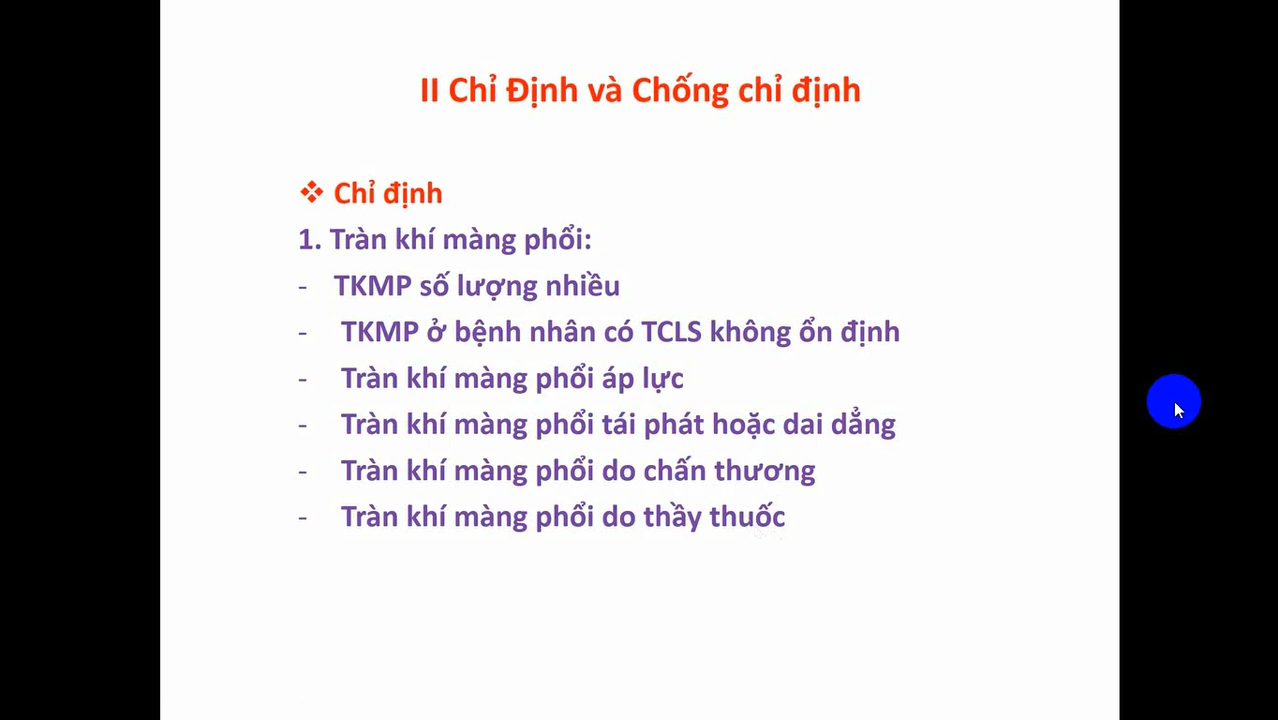 II Chỉ Định và Chống chỉ định
❖ Chỉ định
1. Tràn khí màng phổi:
- TKMP số lượng nhiều
- TKMP ở bệnh nhân có TCLS không ổn định
- Tràn khí màng phổi áp lực
- Tràn khí màng phổi tái phát hoặc dai dẳng
- Tràn khí màng phổi do chấn thương
- Tràn khí màng phổi do thầy thuốc